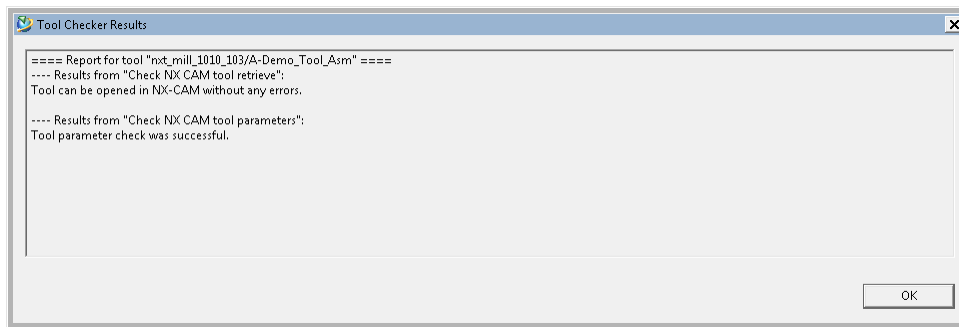 Tool Checker Results
==== Report for tool "nxt_mill_1010_103/A-Demo_Tool_Asm" ====
---- Results from "Check NX CAM tool retrieve":
Tool can be opened in NX-CAM without any errors.
---- Results from "Check NX CAM tool parameters":
Tool parameter check was successful.
OK